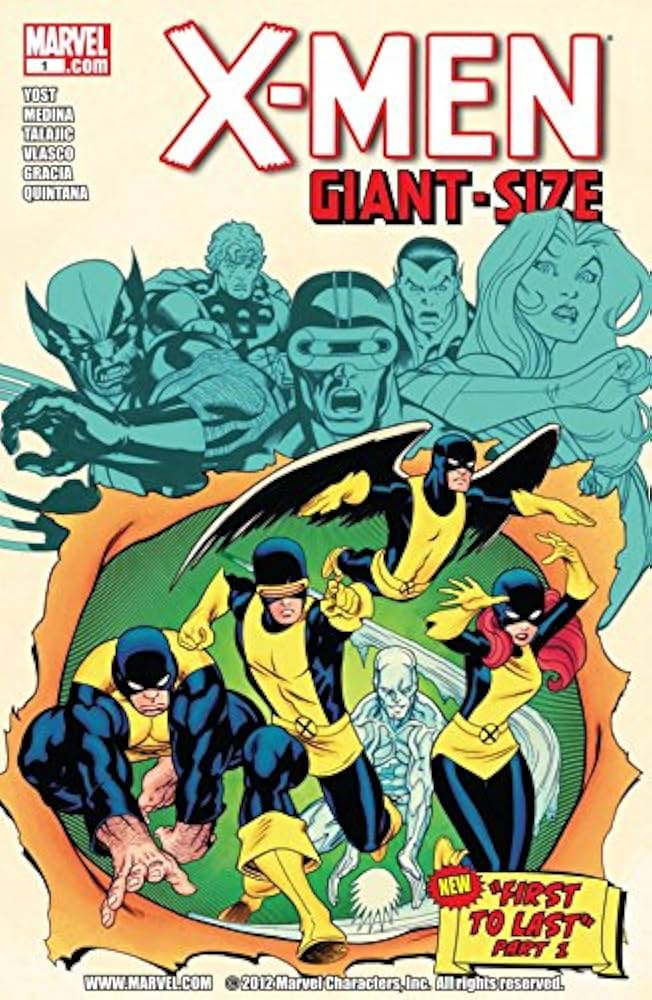 MARVEL
1 .com
YOST
MEDINA
TALAJIC
VLASCO
GRACIA
QUINTANA
X-MEN
GIANT-SIZE
NEW
"FIRST
TO LAST"
PART 1
WWW.MARVEL.COM ©2012 Marvel Characters, Inc. All rights reserved.